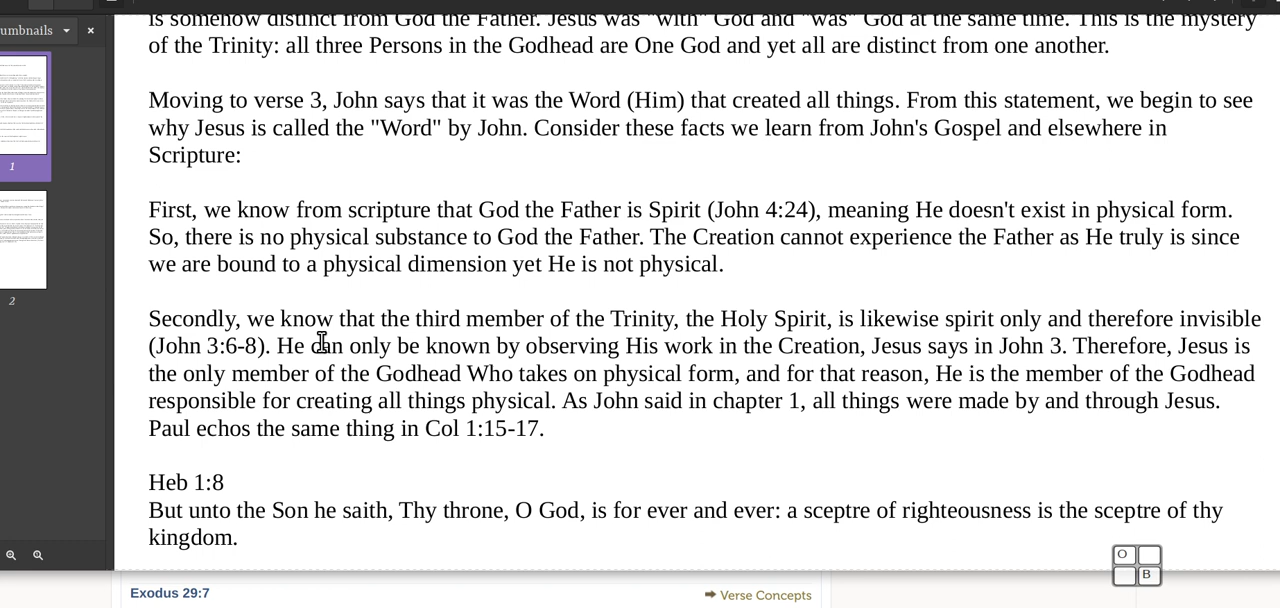 is somehow distinct from God the Father. Jesus was "with" God and "was" God at the same time. This is the mystery
of the Trinity: all three Persons in the Godhead are One God and yet all are distinct from one another.
umbnails
Moving to verse 3, John says that it was the Word (Him) that created all things. From this statement, we begin to see
why Jesus is called the "Word" by John. Consider these facts we learn from John's Gospel and elsewhere in
Scripture:
1
First, we know from scripture that God the Father is Spirit (John 4:24), meaning He doesn't exist in physical form.
So, there is no physical substance to God the Father. The Creation cannot experience the Father as He truly is since
we are bound to a physical dimension yet He is not physical.
2
Secondly, we know that the third member of the Trinity, the Holy Spirit, is likewise spirit only and therefore invisible
(John 3:6-8). He can only be known by observing His work in the Creation, Jesus says in John 3. Therefore, Jesus is
the only member of the Godhead Who takes on physical form, and for that reason, He is the member of the Godhead
responsible for creating all things physical. As John said in chapter 1, all things were made by and through Jesus.
Paul echos the same thing in Col 1:15-17.
Heb 1:8
But unto the Son he saith, Thy throne, O God, is for ever and ever: a sceptre of righteousness is the sceptre of thy
kingdom.
O
B
Exodus 29:7
Verse Concepts